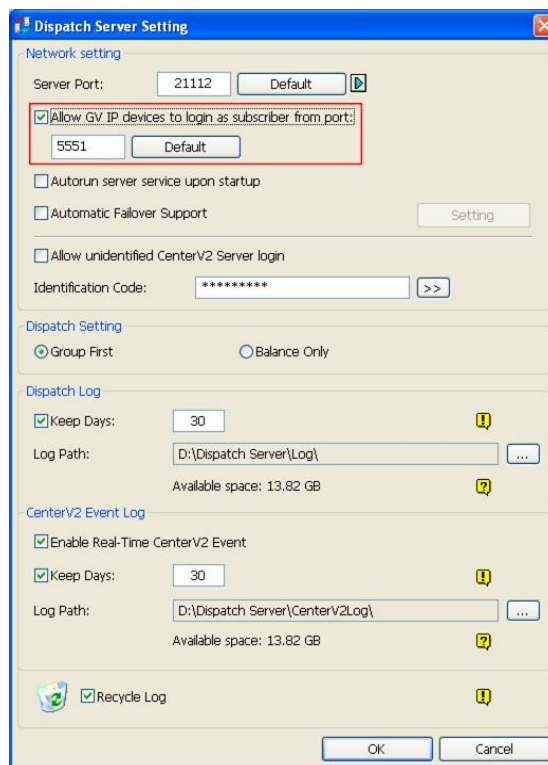 Dispatch Server Setting
Network setting
Server Port: 21112 Default
Allow GV IP devices to login as subscriber from port:
5551 Default
Autorun server service upon startup
Automatic Failover Support Setting
Allow unidentified CenterV2 Server login
Identification Code: ********* >>
Dispatch Setting
Group First Balance Only
Dispatch Log
Keep Days: 30
Log Path: D:\Dispatch Server\Log\ ...
Available space: 13.82 GB
CenterV2 Event Log
Enable Real-Time CenterV2 Event
Keep Days: 30
Log Path: D:\Dispatch Server\CenterV2Log\ ...
Available space: 13.82 GB
Recycle Log
OK Cancel